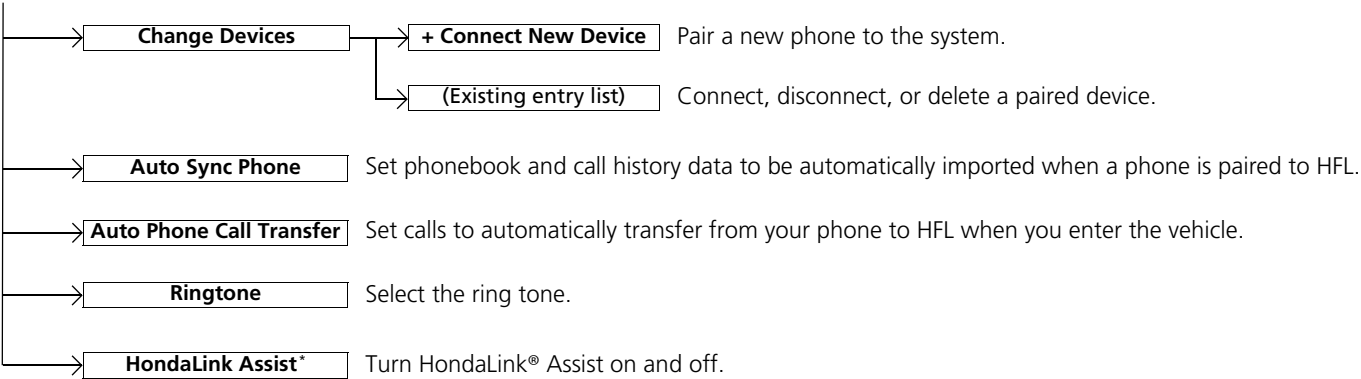 Change Devices + Connect New Device Pair a new phone to the system.
(Existing entry list) Connect, disconnect, or delete a paired device.
Auto Sync Phone Set phonebook and call history data to be automatically imported when a phone is paired to HFL.
Auto Phone Call Transfer Set calls to automatically transfer from your phone to HFL when you enter the vehicle.
Ringtone Select the ring tone.
HondaLink Assist* Turn HondaLink® Assist on and off.